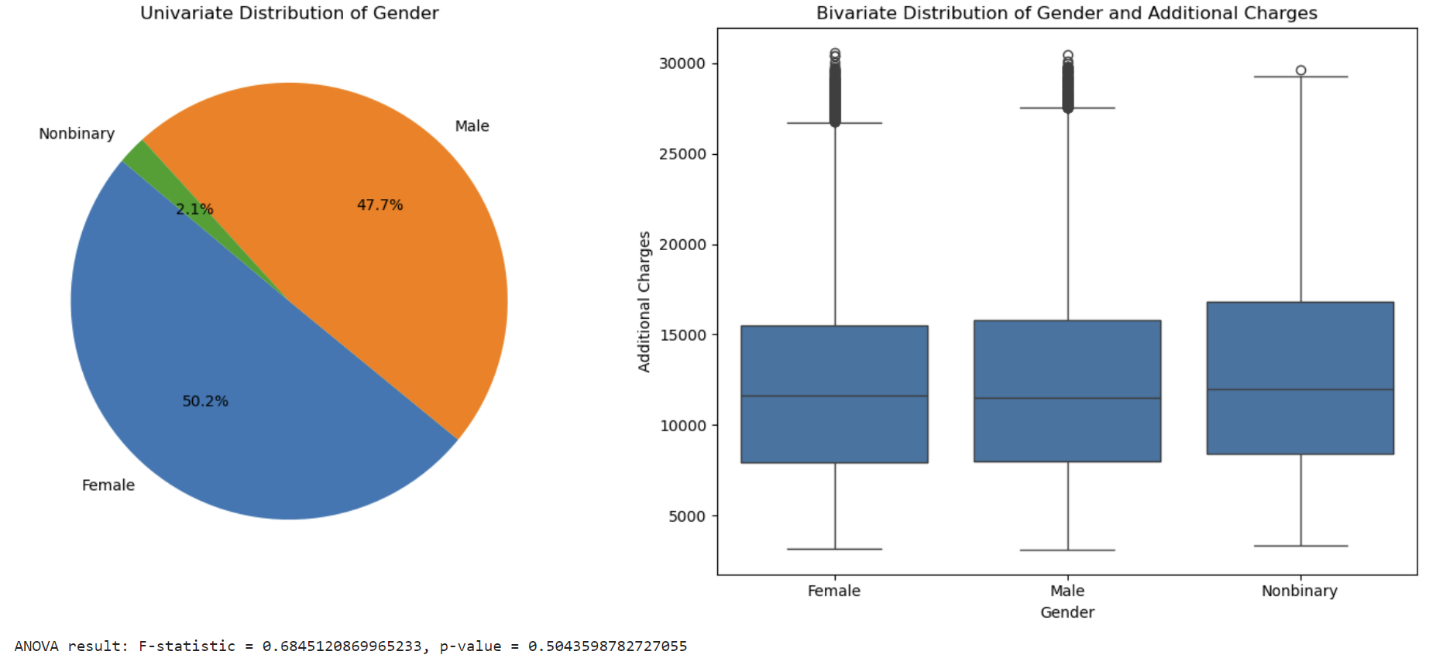 Univariate Distribution of Gender
Nonbinary
Male
2.1%
47.7%
50.2%
Female
Bivariate Distribution of Gender and Additional Charges
30000
25000
20000
15000
10000
5000
Additional Charges
Female
Male
Nonbinary
Gender
ANOVA result: F-statistic = 0.6845120869965233, p-value = 0.5043598782727055